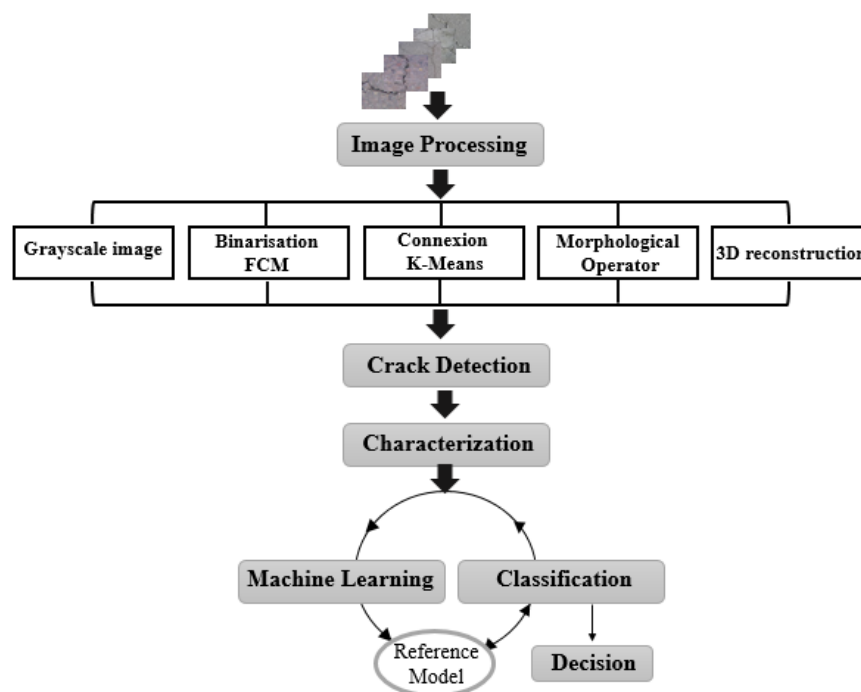 Image Processing
Grayscale image
Binarisation
FCM
Connexion
K-Means
Morphological
Operator
3D reconstruction
Crack Detection
Characterization
Machine Learning
Classification
Reference
Model
Decision